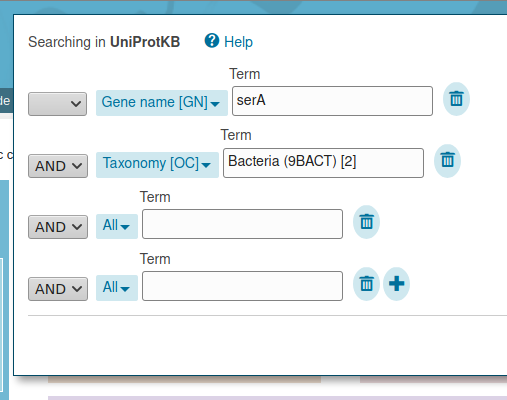 Searching in UniProtKB Help
Term
Gene name [GN] serA
de
Term
AND Taxonomy [OC] Bacteria (9BACT) [2]
c c
Term
AND All
Term
AND All